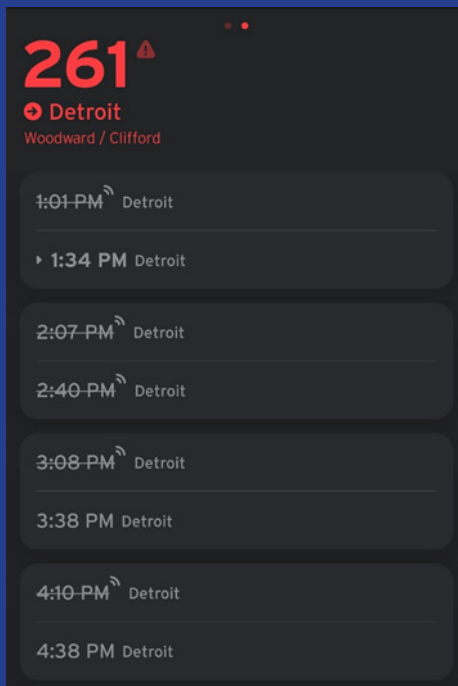 261
Detroit
Woodward / Clifford
1:01 PM Detroit
1:34 PM Detroit
2:07 PM Detroit
2:40 PM Detroit
3:08 PM Detroit
3:38 PM Detroit
4:10 PM Detroit
4:38 PM Detroit